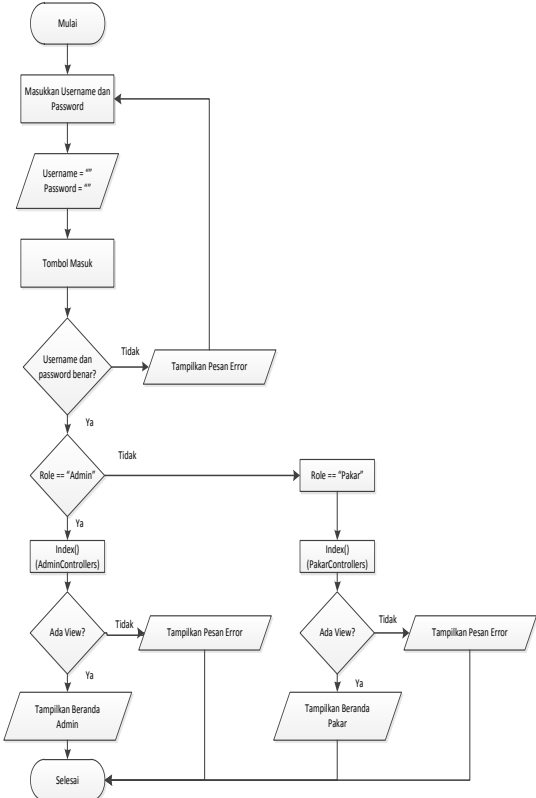 Mulai
Masukkan Username dan
Password
Username = “”
Password = “”
Tombol Masuk
Username dan
password benar?
Tidak
Tampilkan Pesan Error
Ya
Role == “Admin”
Tidak
Role == “Pakar”
Ya
Index()
(AdminControllers)
Index()
(PakarControllers)
Ada View?
Tidak
Tampilkan Pesan Error
Ada View?
Tidak
Tampilkan Pesan Error
Ya
Ya
Tampilkan Beranda
Admin
Tampilkan Beranda
Pakar
Selesai